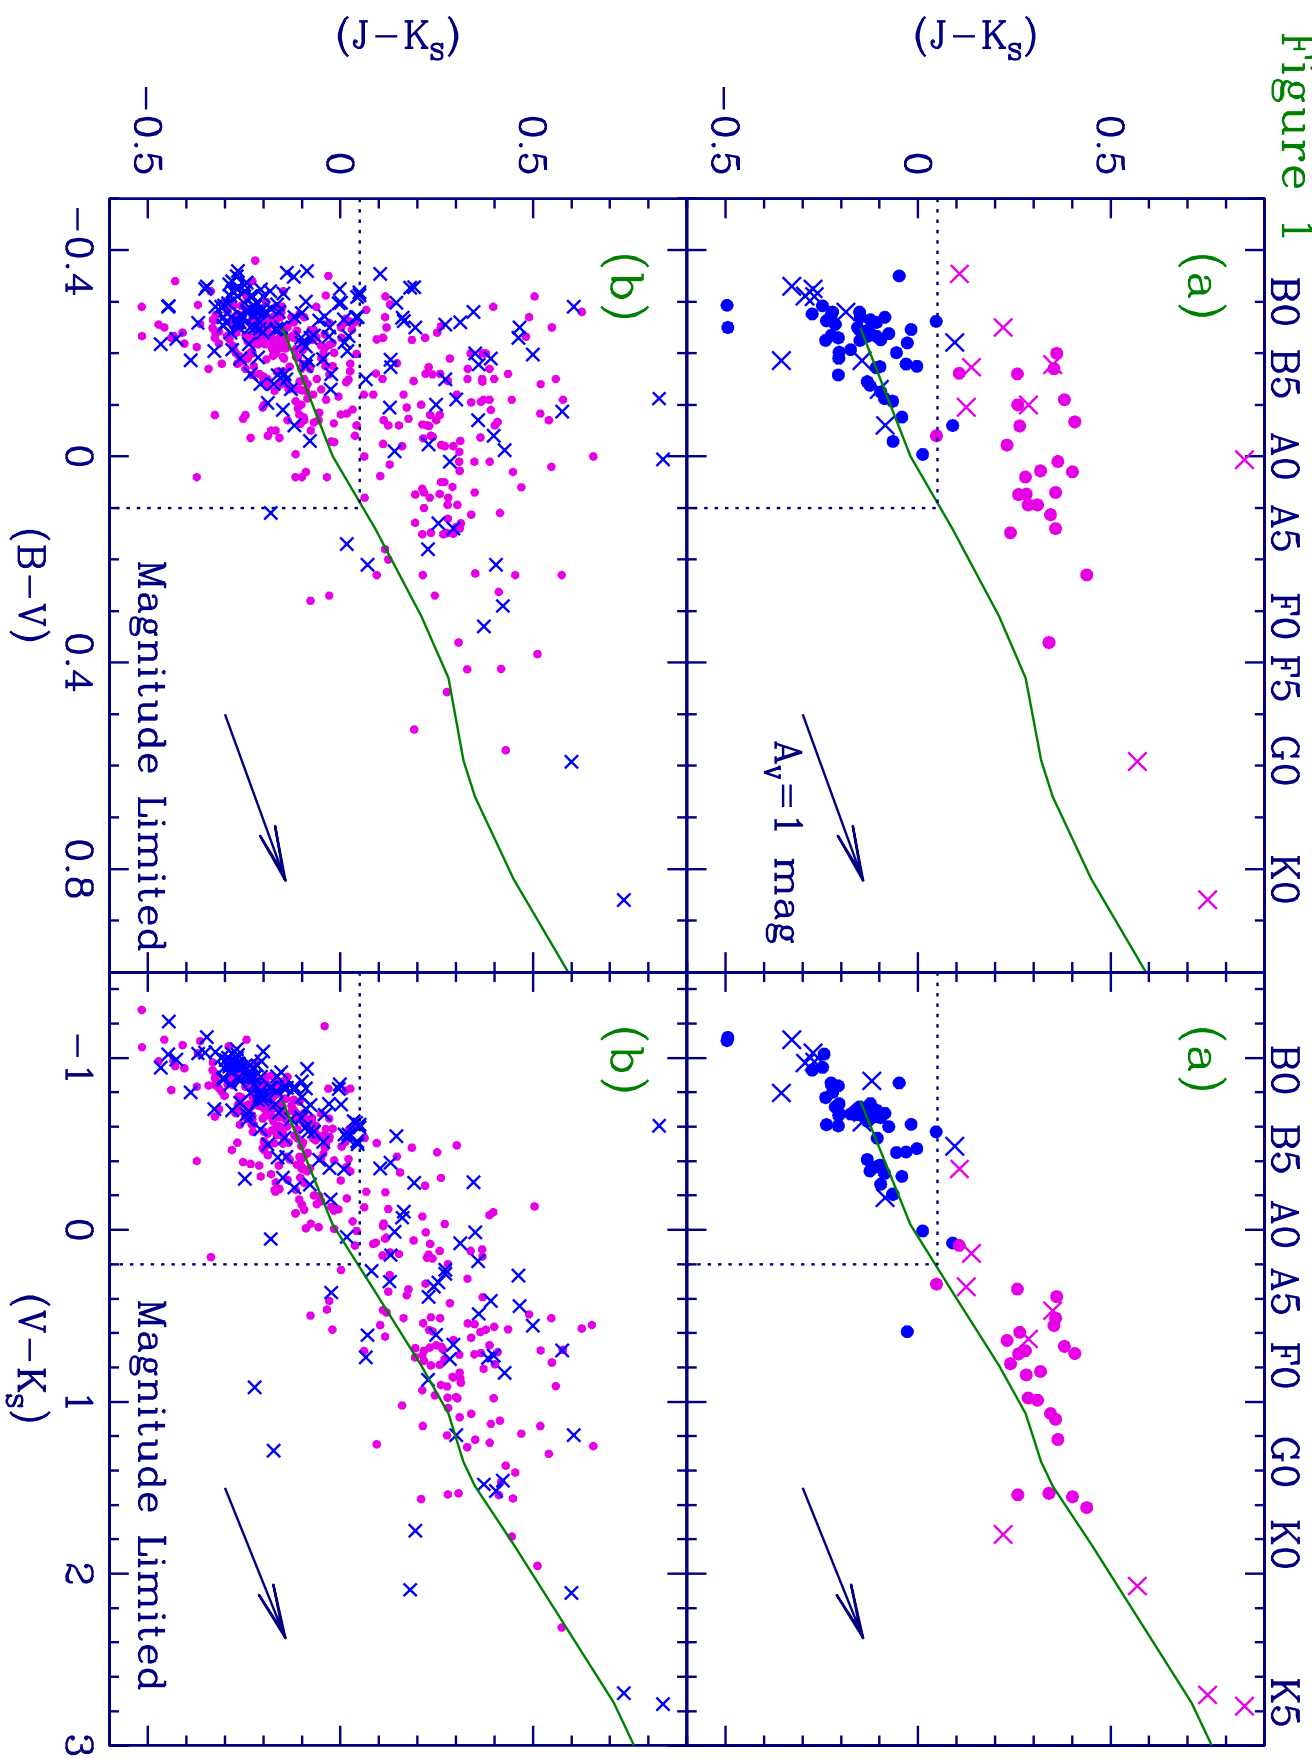 Figure 1
B0 B5 A0 A5 F0 F5 G0 K0
B0 B5 A0 A5 F0 G0 K0 K5
(a)
(a)
(J−Ks)
0.5
0
−0.5
Av=1 mag
(b)
(b)
(J−Ks)
0.5
0
−0.5
Magnitude Limited
Magnitude Limited
−0.4 0 0.4 0.8
−1 0 1 2 3
(B−V)
(V−Ks)